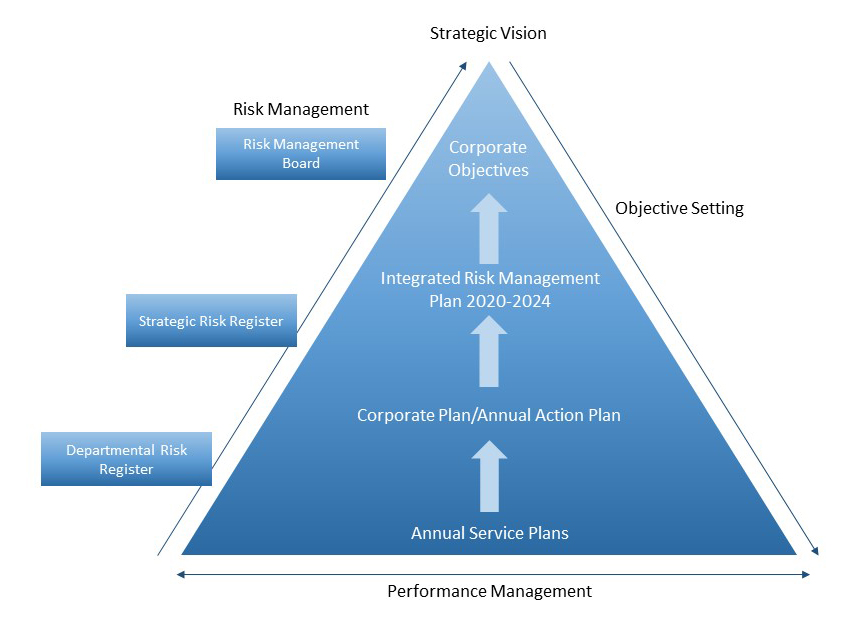 Strategic Vision
Risk Management
Risk Management
Board
Corporate
Objectives
Objective Setting
Integrated Risk Management
Plan 2020-2024
Strategic Risk Register
Corporate Plan/Annual Action Plan
Departmental Risk
Register
Annual Service Plans
Performance Management